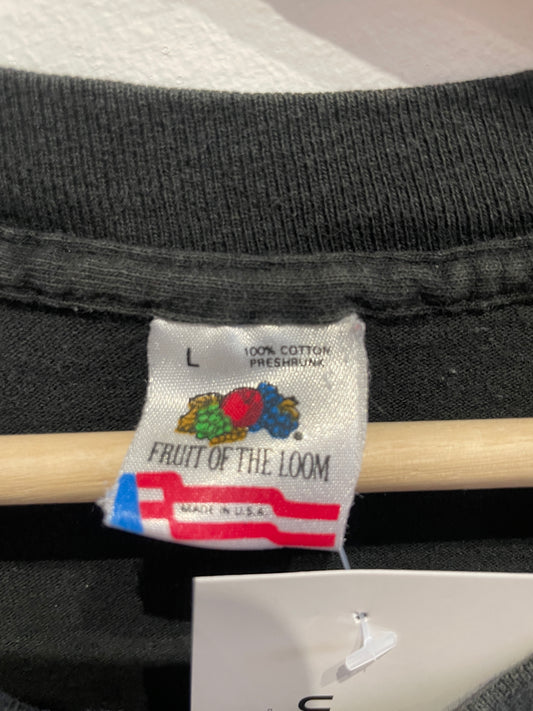 L
100% COTTON
PRESHRUNK
FRUIT OF THE LOOM
®
MADE IN U.S.A.